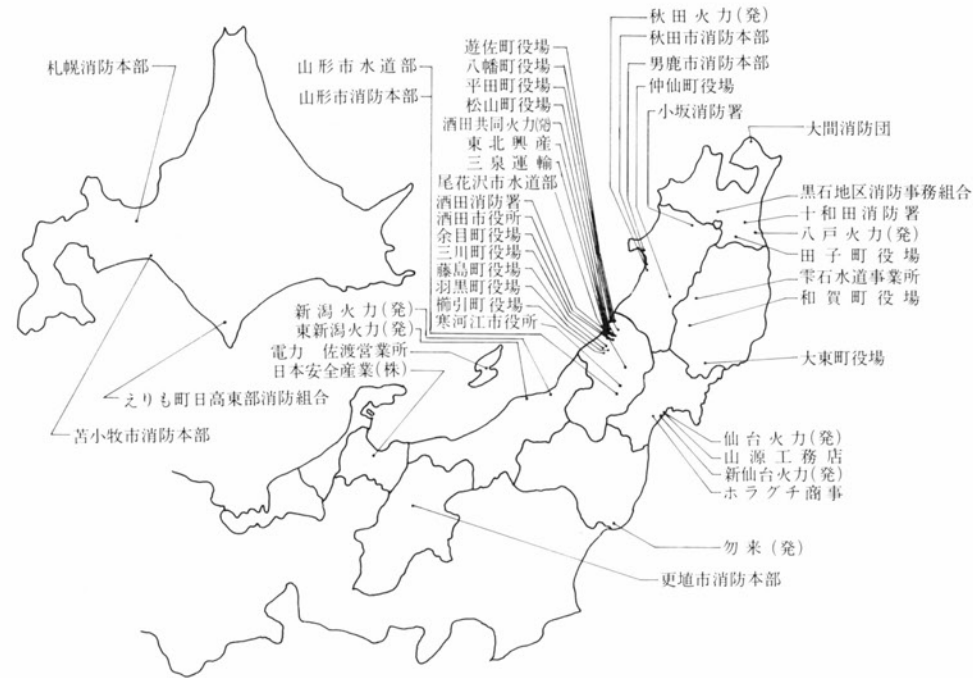 札幌消防本部
えりも町日高東部消防組合
苫小牧市消防本部
山形市水道部
山形市消防本部
遊佐町役場
八幡町役場
平田町役場
松山町役場
酒田共同火力(発)
東北興産
三泉運輸
尾花沢市水道部
酒田消防署
酒田市役所
余目町役場
三川町役場
藤島町役場
羽黒町役場
櫛引町役場
寒河江市役所
新潟火力(発)
東新潟火力(発)
電力 佐渡営業所
日本安全産業(株)
秋田火力(発)
秋田市消防本部
男鹿市消防本部
仲仙町役場
小坂消防署
大間消防団
黒石地区消防事務組合
十和田消防署
八戸火力(発)
田子町役場
雫石水道事業所
和賀町役場
大東町役場
仙台火力(発)
山源工務店
新仙台火力(発)
ホラグチ商事
勿来(発)
更埴市消防本部